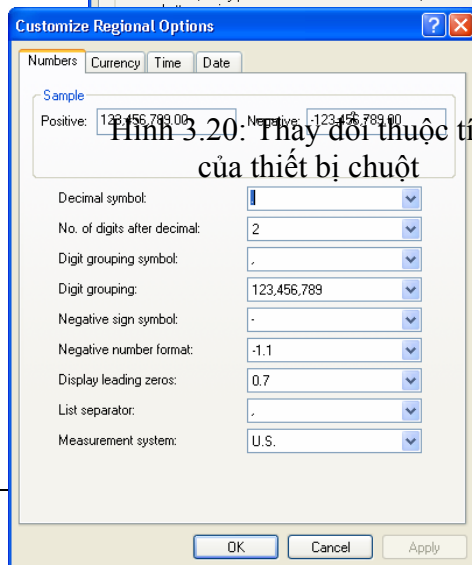 Customize Regional Options
Numbers Currency Time Date
Sample
Positive: 123,456,789.00 Negative: -123,456,789.00
Hình 3.20: Thay đổi thuộc tí
của thiết bị chuột
Decimal symbol: .
No. of digits after decimal: 2
Digit grouping symbol: ,
Digit grouping: 123,456,789
Negative sign symbol: -
Negative number format: -1.1
Display leading zeros: 0.7
List separator: ,
Measurement system: U.S.
OK Cancel Apply